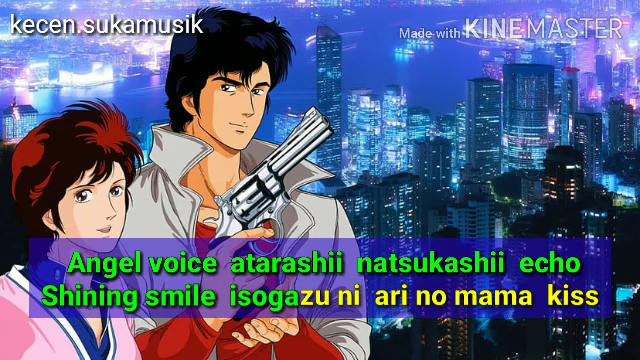 kecen.sukamusik
Made with KINEMASTER
Angel voice atarashii natsukashii echo
Shining smile isogazu ni ari no mama kiss